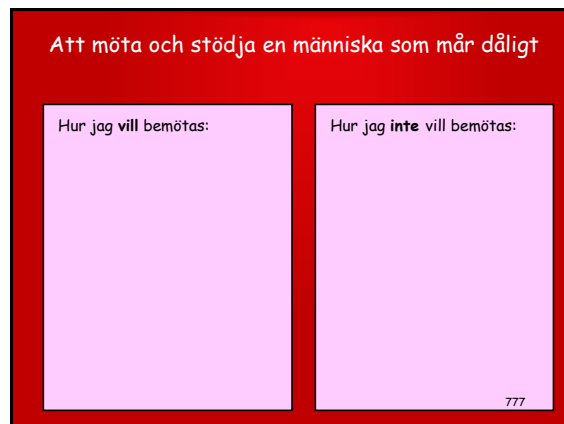 Att möta och stödja en människa som mår dåligt
Hur jag vill bemötas:
Hur jag inte vill bemötas:
777